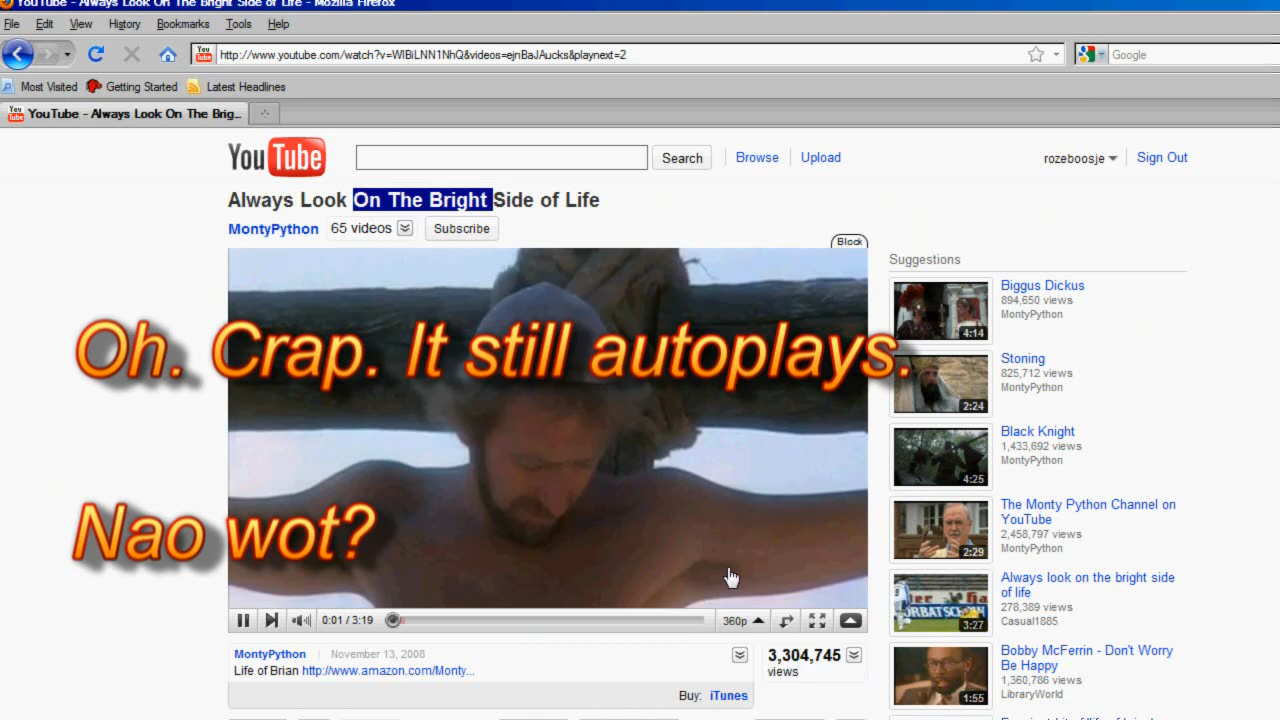 YouTube - Always Look On The Bright Side of Life - Mozilla Firefox
File Edit View History Bookmarks Tools Help
You Tube http://www.youtube.com/watch?v=WlBiLNN1NhQ&videos=ejnBaJAucks&playnext=2 Google
Most Visited Getting Started Latest Headlines
You Tube YouTube - Always Look On The Brig...
You Tube Search Browse Upload rozeboosje Sign Out
Always Look On The Bright Side of Life
MontyPython 65 videos Subscribe
Block
Oh. Crap. It still autoplays.
Nao wot?
0:01 / 3:19 360p
MontyPython November 13, 2008
Life of Brian http://www.amazon.com/Monty...
3,304,745
views
Buy: iTunes
Suggestions
Biggus Dickus
894,650 views
MontyPython
4:14
Stoning
825,712 views
MontyPython
2:24
Black Knight
1,433,692 views
MontyPython
4:25
The Monty Python Channel on
YouTube
2,458,797 views
MontyPython
2:29
Always look on the bright side
of life
278,389 views
Casual1885
3:27
Bobby McFerrin - Don't Worry
Be Happy
1,360,786 views
LibraryWorld
1:55